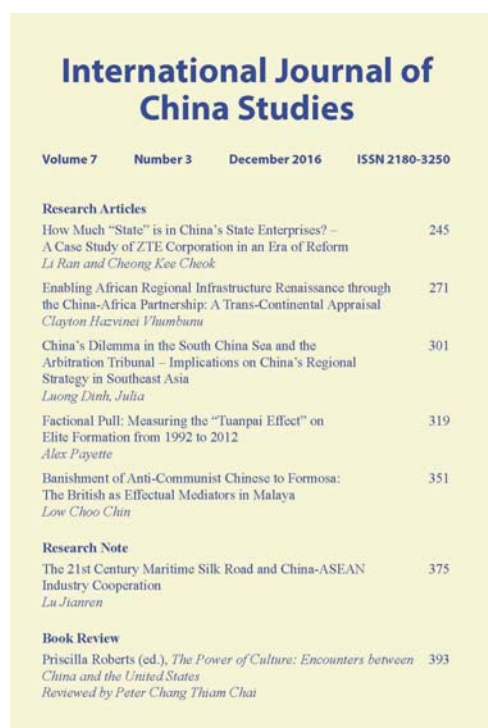 International Journal of
China Studies
Volume 7 Number 3 December 2016 ISSN 2180-3250
Research Articles
How Much “State” is in China’s State Enterprises? – 245
A Case Study of ZTE Corporation in an Era of Reform
Li Ran and Cheong Kee Cheok
Enabling African Regional Infrastructure Renaissance through 271
the China-Africa Partnership: A Trans-Continental Appraisal
Clayton Hazvinei Vhumbunu
China’s Dilemma in the South China Sea and the 301
Arbitration Tribunal – Implications on China’s Regional
Strategy in Southeast Asia
Luong Dinh, Julia
Factional Pull: Measuring the “Tuanpai Effect” on 319
Elite Formation from 1992 to 2012
Alex Payette
Banishment of Anti-Communist Chinese to Formosa: 351
The British as Effectual Mediators in Malaya
Low Choo Chin
Research Note
The 21st Century Maritime Silk Road and China-ASEAN 375
Industry Cooperation
Lu Jianren
Book Review
Priscilla Roberts (ed.), The Power of Culture: Encounters between 393
China and the United States
Reviewed by Peter Chang Thiam Chai